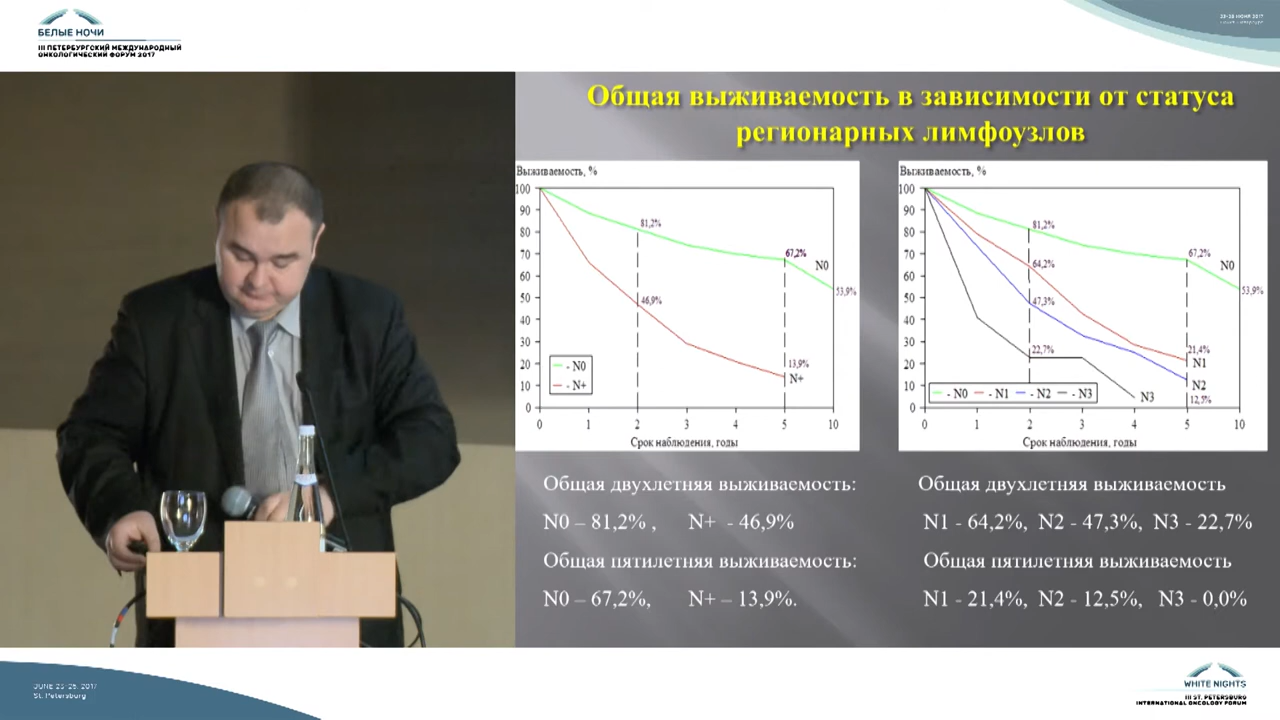 БЕЛЫЕ НОЧИ
III ПЕТЕРБУРГСКИЙ МЕЖДУНАРОДНЫЙ
ОНКОЛОГИЧЕСКИЙ ФОРУМ 2017
23-26 ИЮНЯ 2017
Общая выживаемость в зависимости от статуса
регионарных лимфоузлов
Выживаемость, %
100
90
80
70
60
50
40
30
20
10
0
81,2%
67,2%
N0
53,9%
46,9%
13,9%
N+
- N0
- N+
0 1 2 3 4 5 10
Срок наблюдения, годы
Выживаемость, %
100
90
80
70
60
50
40
30
20
10
0
81,2%
67,2%
N0
53,9%
64,2%
47,3%
22,7%
21,4%
N1
N2
12,5%
N3
- N0 - N1 - N2 - N3
0 1 2 3 4 5 10
Срок наблюдения, годы
Общая двухлетняя выживаемость:
N0 – 81,2% , N+ - 46,9%
Общая пятилетняя выживаемость:
N0 – 67,2%, N+ – 13,9%.
Общая двухлетняя выживаемость
N1 - 64,2%, N2 - 47,3%, N3 - 22,7%
Общая пятилетняя выживаемость
N1 - 21,4%, N2 - 12,5%, N3 - 0,0%
JUNE 23-26, 2017
St. Petersburg
WHITE NIGHTS
III ST. PETERSBURG
INTERNATIONAL ONCOLOGY FORUM